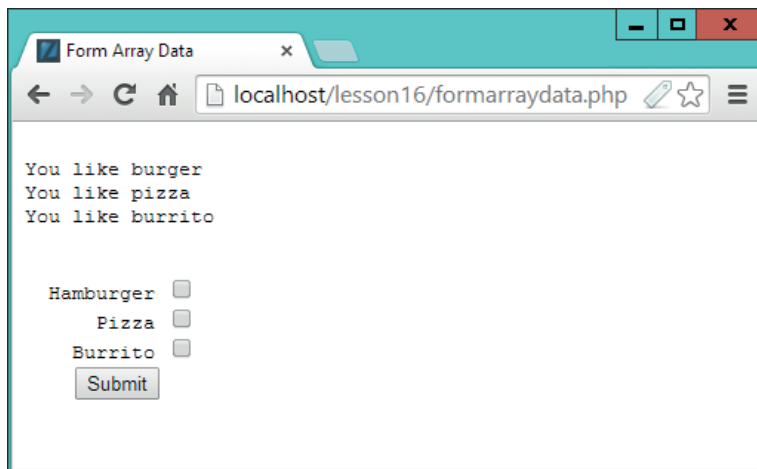 Form Array Data
localhost/lesson16/formarraydata.php
You like burger
You like pizza
You like burrito
Hamburger
Pizza
Burrito
Submit